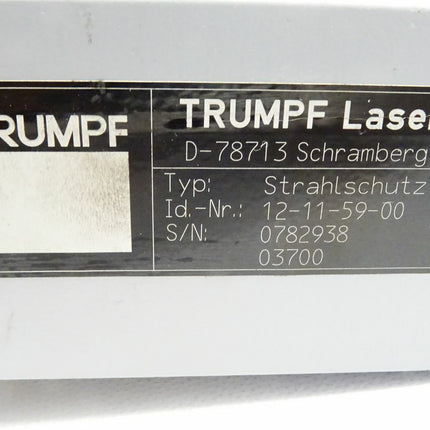 RUMPF
TRUMPF Laser
D-78713 Schramberg
Typ: Strahlschutz
Id.-Nr.: 12-11-59-00
S/N: 0782938
03700